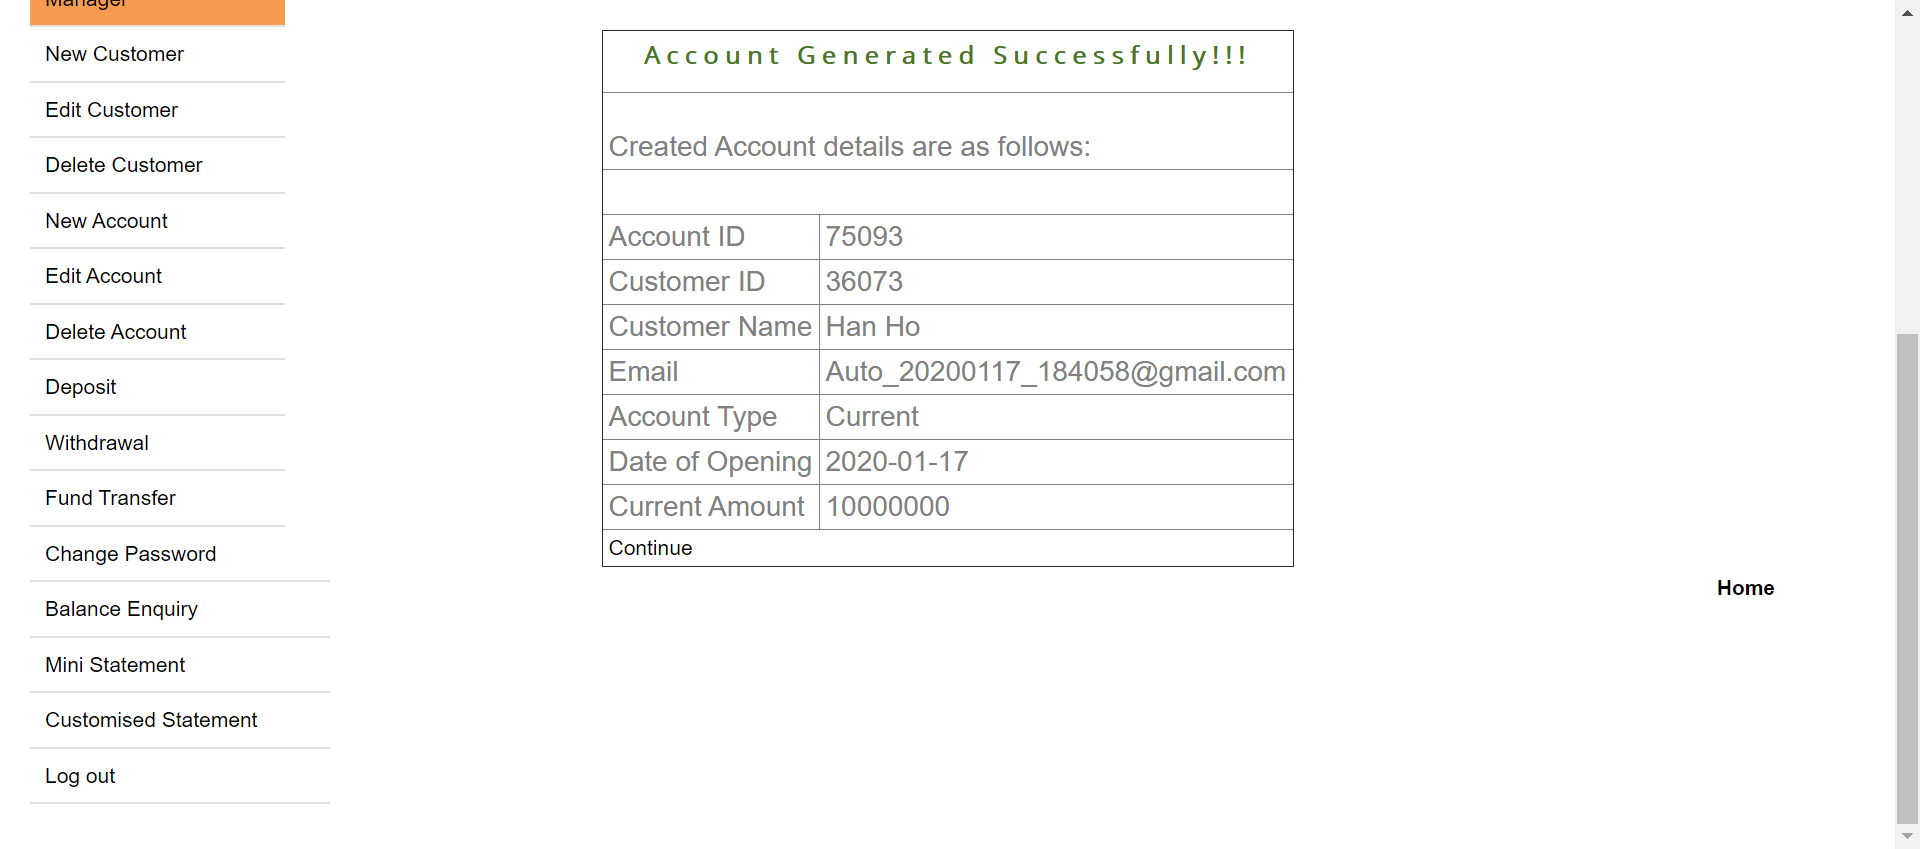 Manager
New Customer
Edit Customer
Delete Customer
New Account
Edit Account
Delete Account
Deposit
Withdrawal
Fund Transfer
Change Password
Balance Enquiry
Mini Statement
Customised Statement
Log out
Account Generated Successfully!!!
Created Account details are as follows:
Account ID 75093
Customer ID 36073
Customer Name Han Ho
Email Auto_20200117_184058@gmail.com
Account Type Current
Date of Opening 2020-01-17
Current Amount 10000000
Continue
Home